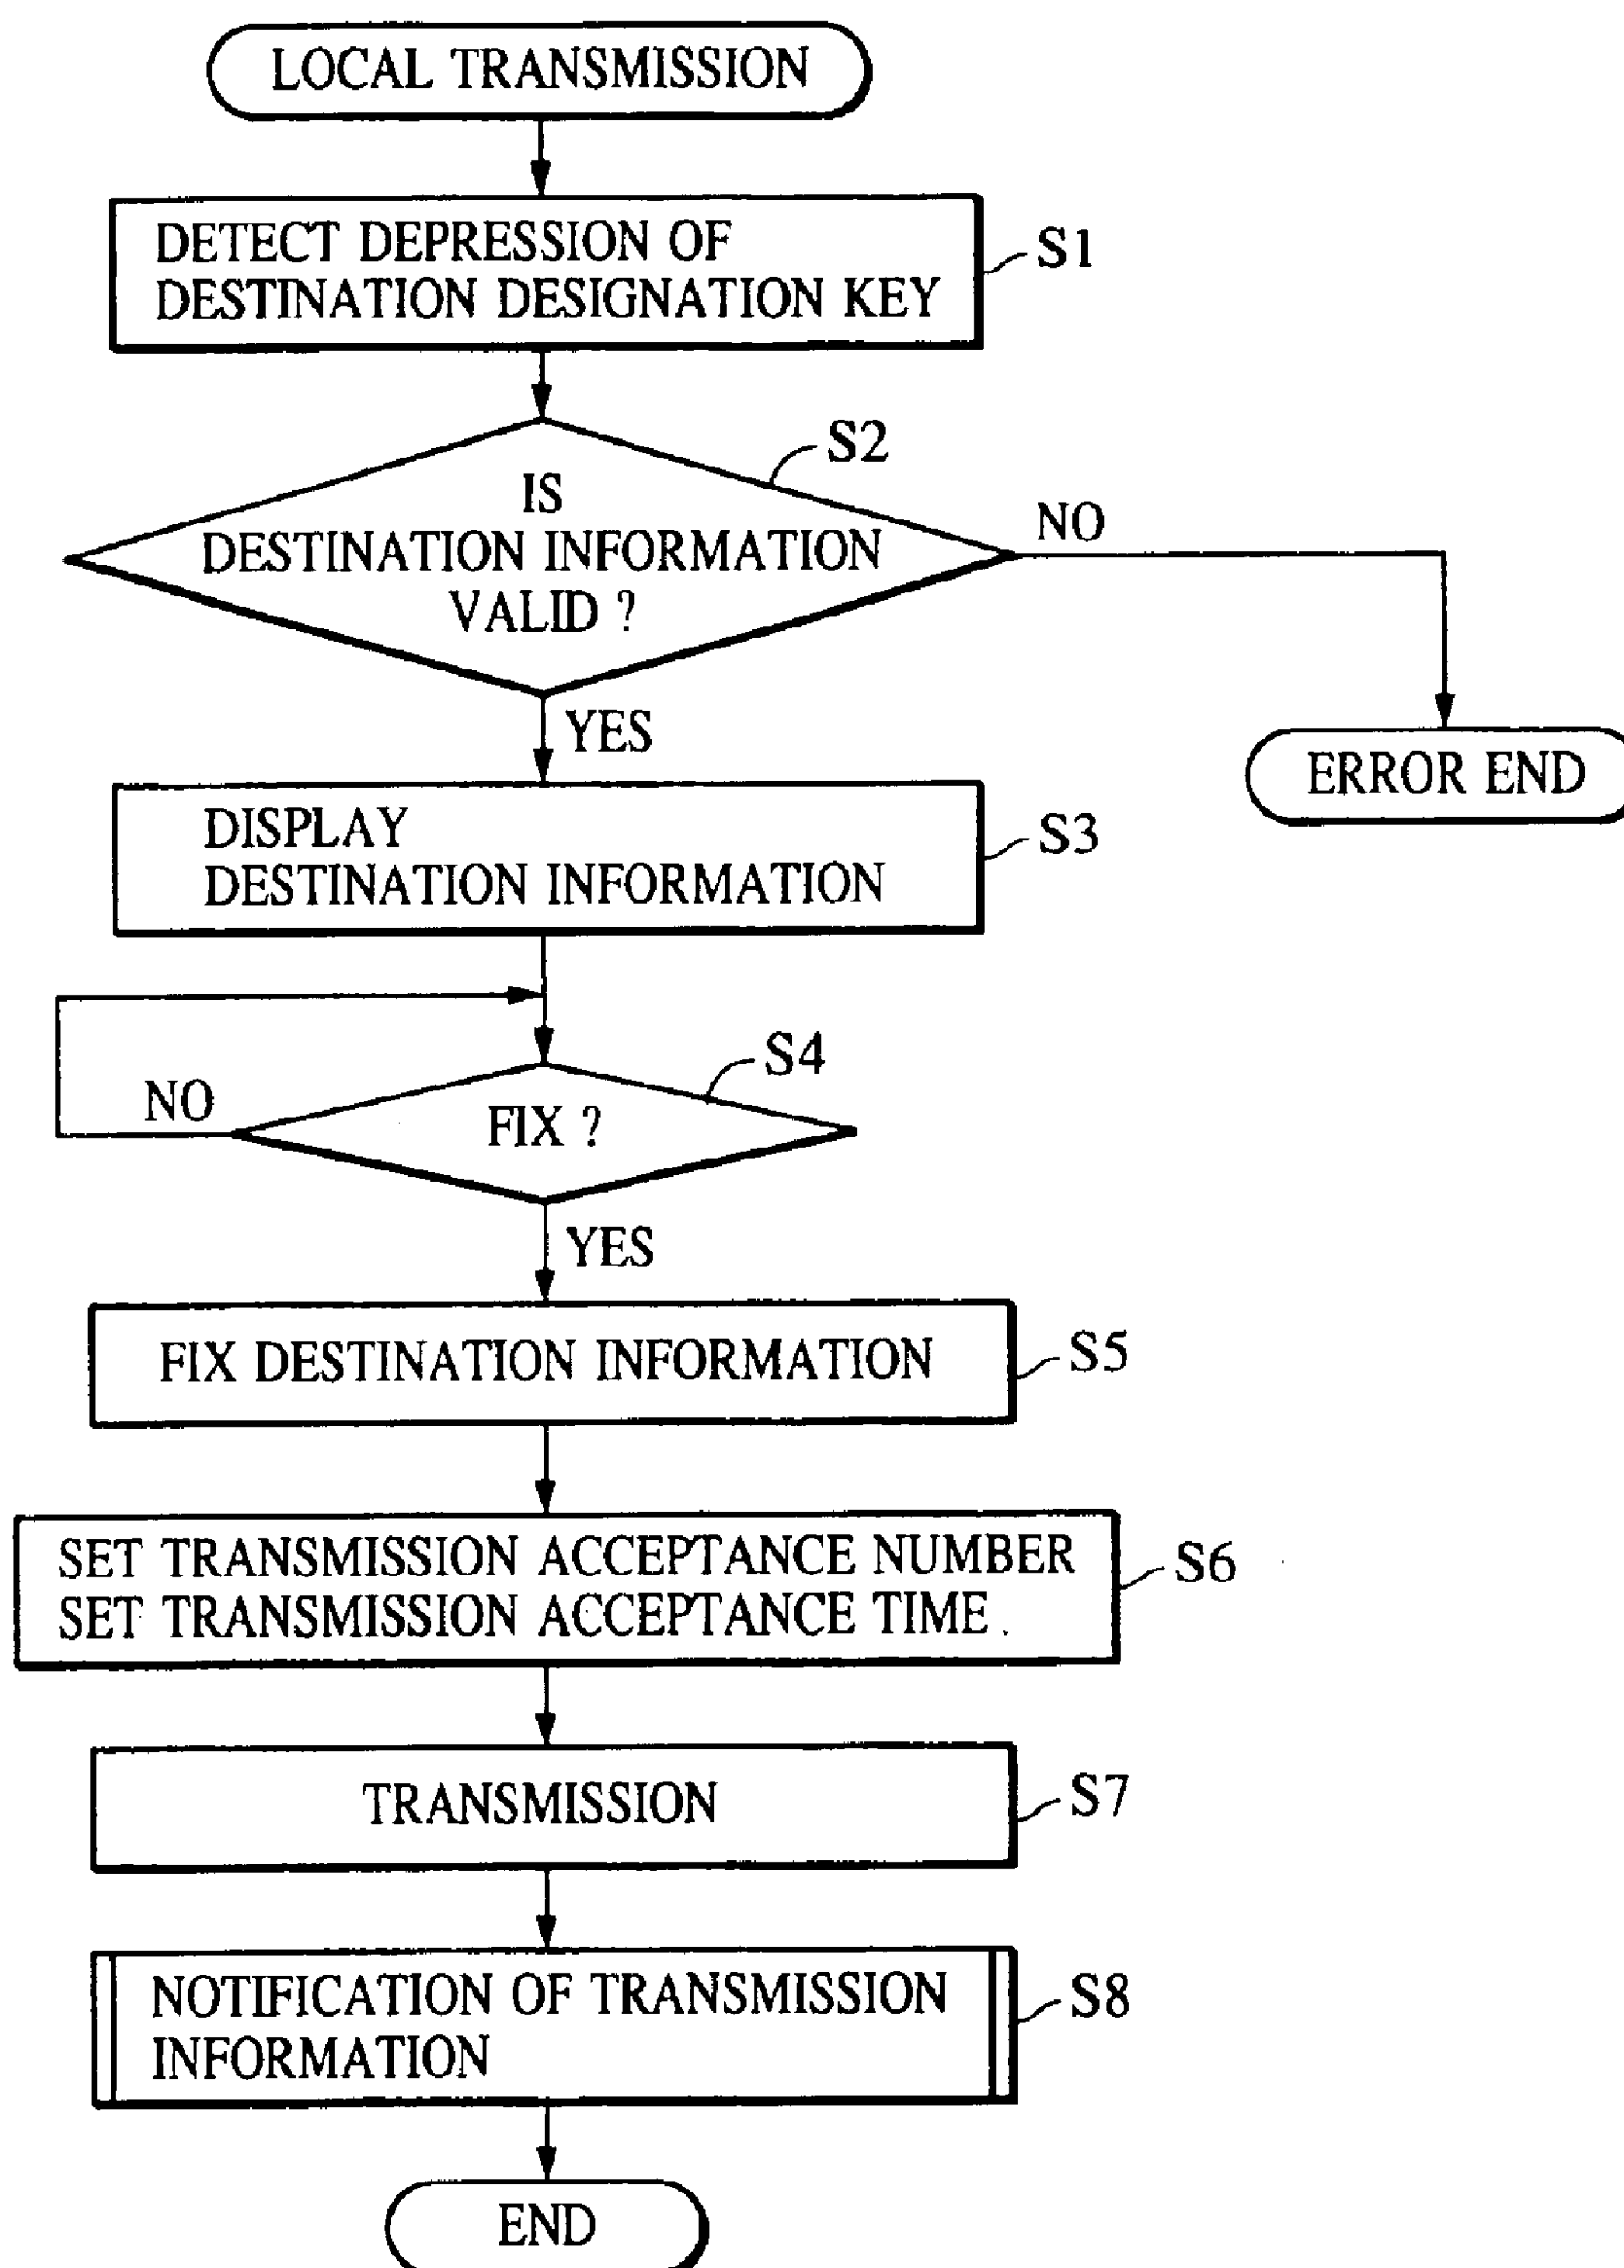 LOCAL TRANSMISSION
DETECT DEPRESSION OF
DESTINATION DESIGNATION KEY
S1
S2
IS
DESTINATION INFORMATION
VALID ?
NO
YES
ERROR END
DISPLAY
DESTINATION INFORMATION
S3
S4
NO
FIX ?
YES
FIX DESTINATION INFORMATION
S5
SET TRANSMISSION ACCEPTANCE NUMBER
SET TRANSMISSION ACCEPTANCE TIME
S6
TRANSMISSION
S7
NOTIFICATION OF TRANSMISSION
INFORMATION
S8
END